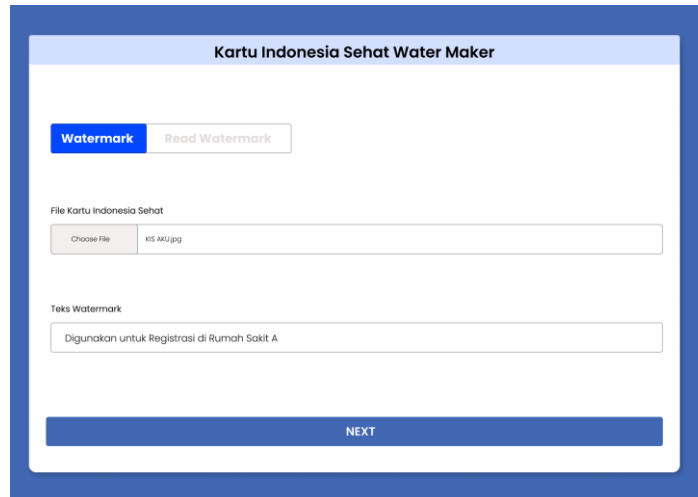 Kartu Indonesia Sehat Water Maker
Watermark Read Watermark
File Kartu Indonesia Sehat
Choose File KIS AKU.jpg
Teks Watermark
Digunakan untuk Registrasi di Rumah Sakit A
NEXT